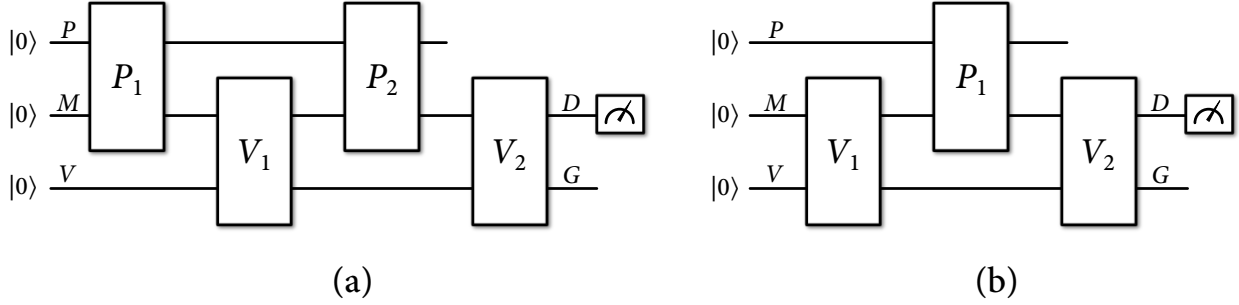 |0⟩ P P₁ P₂
|0⟩ M V₁ V₂ D
|0⟩ V G
(a)
|0⟩ P P₁
|0⟩ M V₁ V₂ D
|0⟩ V G
(b)